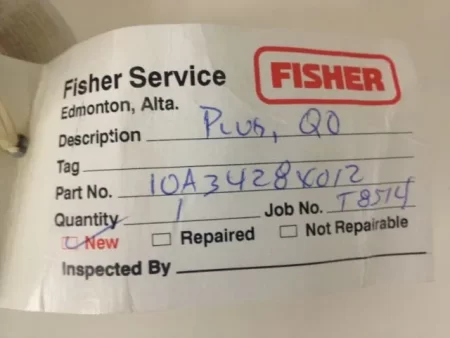 Fisher Service
FISHER
Edmonton, Alta.
Description PLUG, QO
Tag
Part No. 10A3428X012
Quantity 1 Job No. T8514
New Repaired Not Repairable
Inspected By